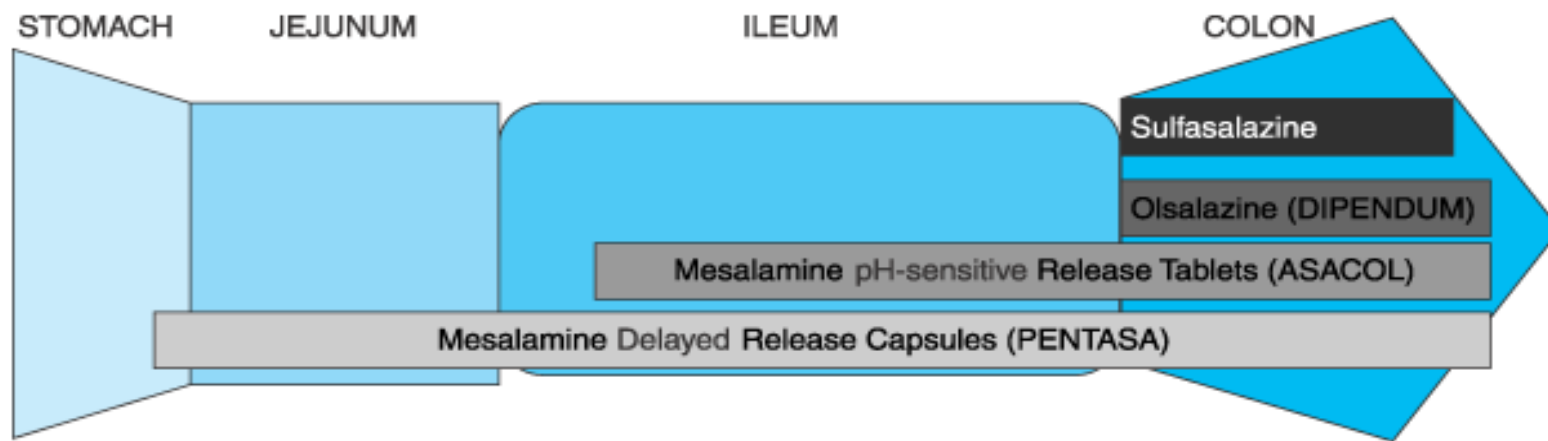 STOMACH JEJUNUM ILEUM COLON
Sulfasalazine
Olsalazine (DIPENDUM)
Mesalamine pH-sensitive Release Tablets (ASACOL)
Mesalamine Delayed Release Capsules (PENTASA)